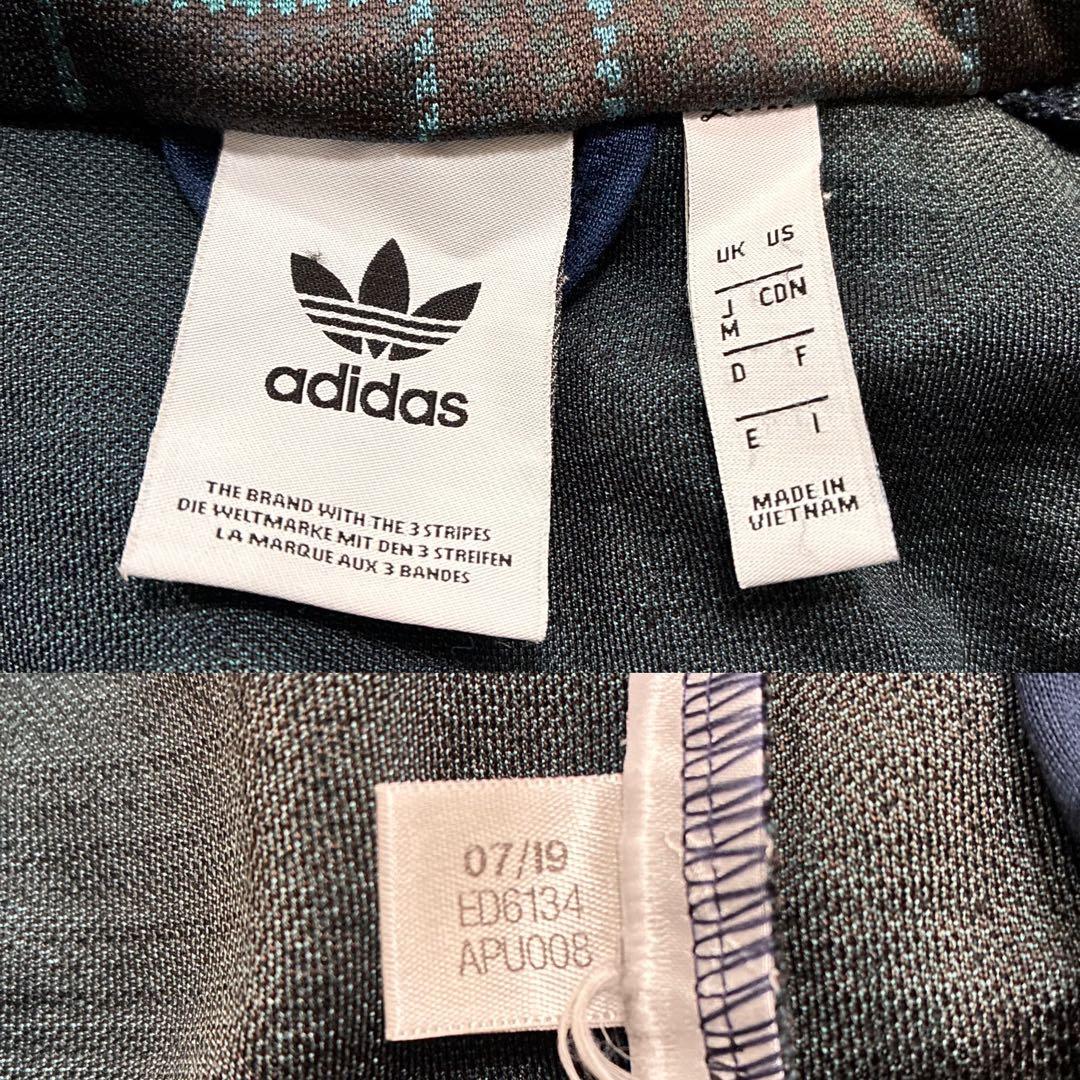 adidas
THE BRAND WITH THE 3 STRIPES
DIE WELTMARKE MIT DEN 3 STREIFEN
LA MARQUE AUX 3 BANDES
UK US
J CDN
M
D F
E I
MADE IN
VIETNAM
07/19
ED6134
APU008